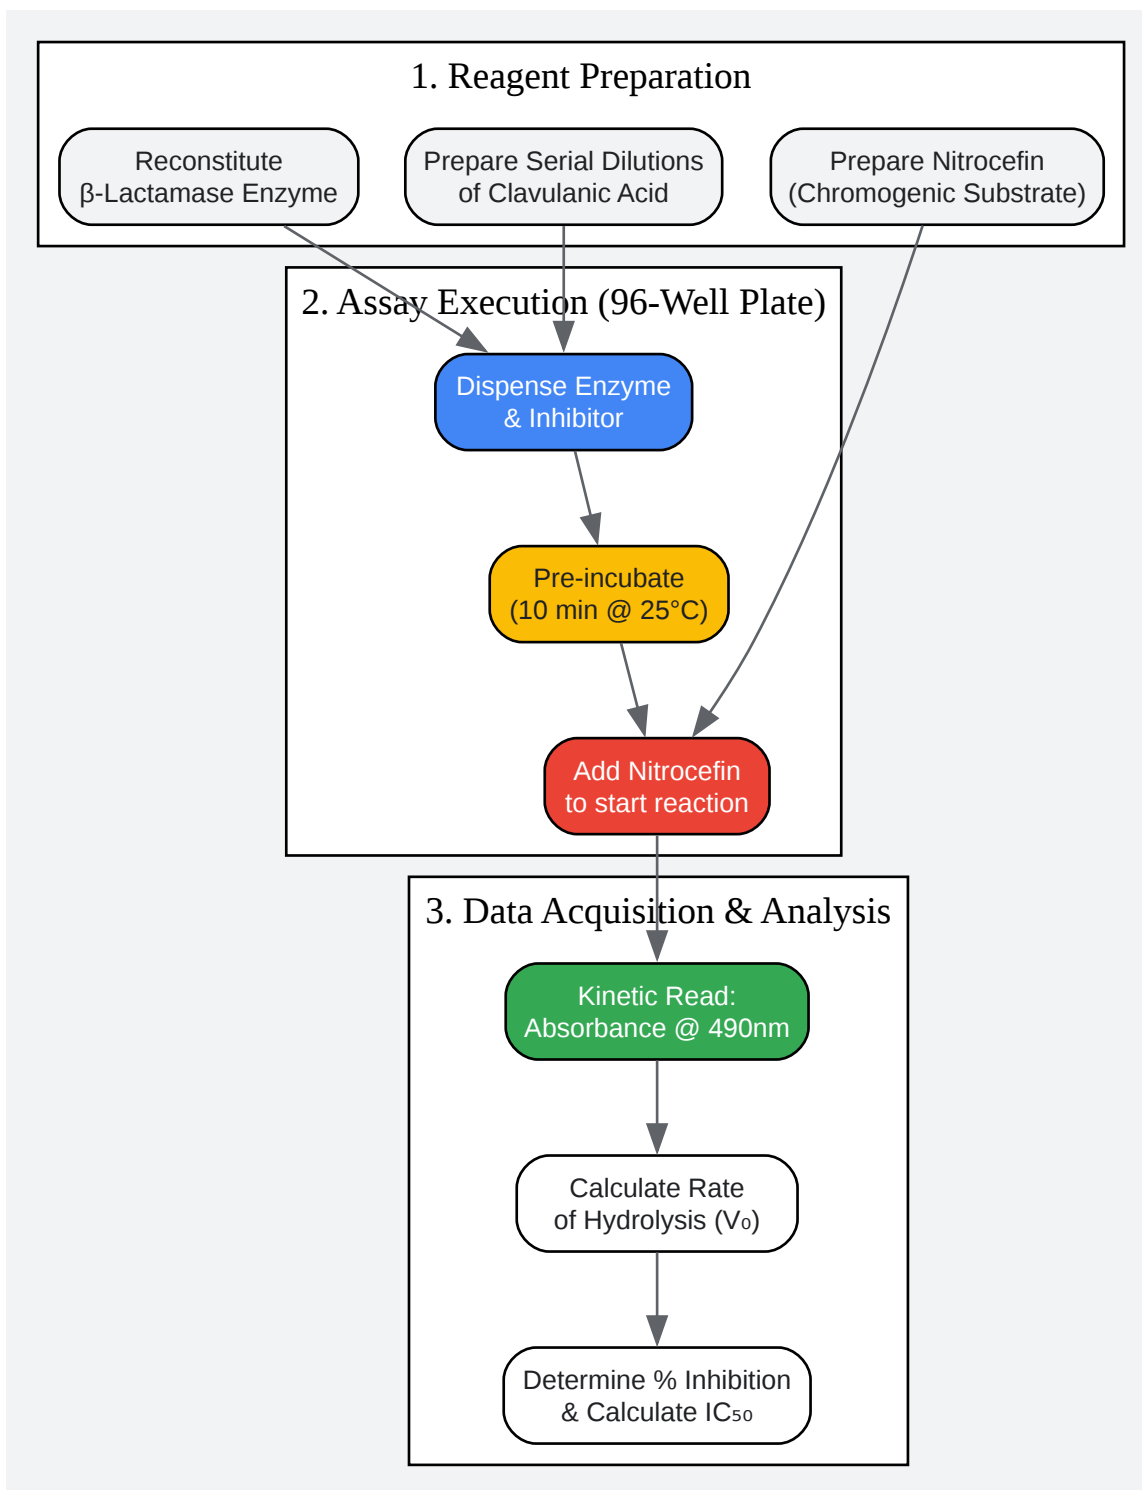 1. Reagent Preparation
Reconstitute
β-Lactamase Enzyme
Prepare Serial Dilutions
of Clavulanic Acid
Prepare Nitrocefin
(Chromogenic Substrate)
2. Assay Execution (96-Well Plate)
Dispense Enzyme
& Inhibitor
Pre-incubate
(10 min @ 25°C)
Add Nitrocefin
to start reaction
3. Data Acquisition & Analysis
Kinetic Read:
Absorbance @ 490nm
Calculate Rate
of Hydrolysis (V₀)
Determine % Inhibition
& Calculate IC₅₀